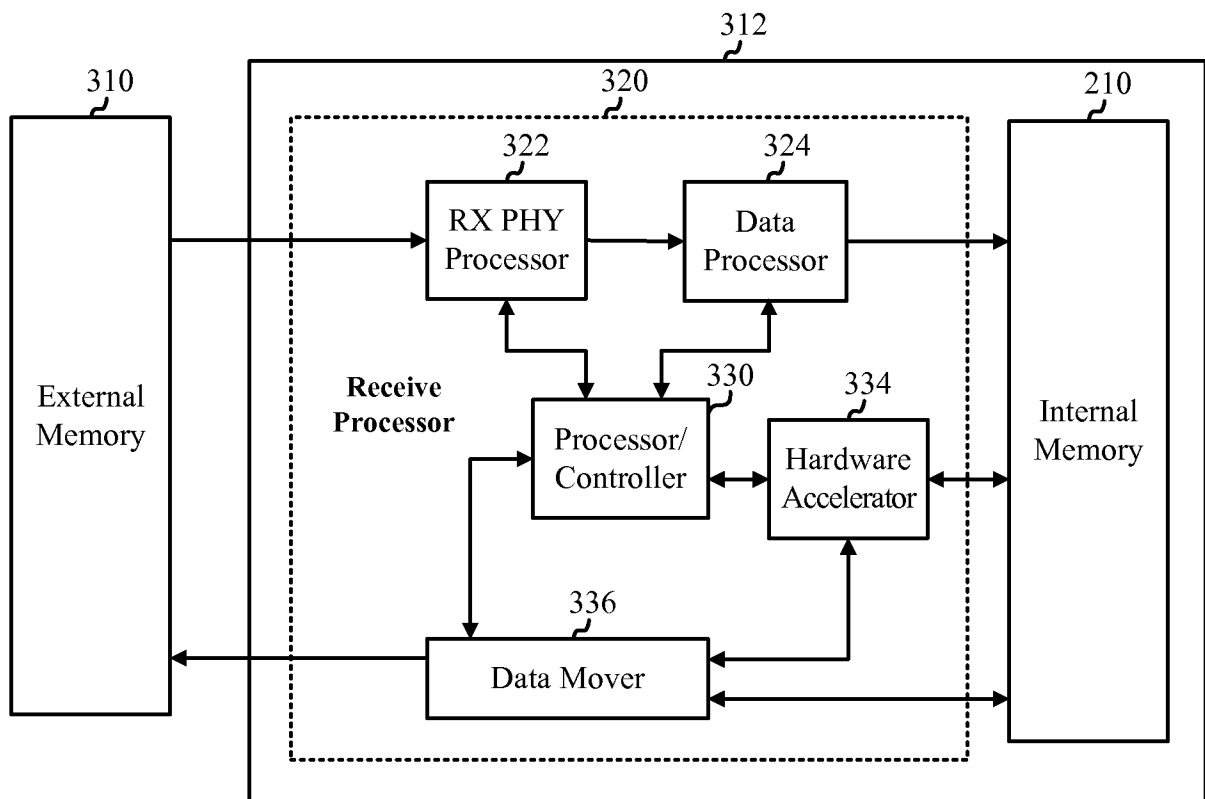 312
310
320
210
322
324
RX PHY
Processor
Data
Processor
External
Memory
Receive
Processor
330
334
Processor/
Controller
Hardware
Accelerator
Internal
Memory
336
Data Mover